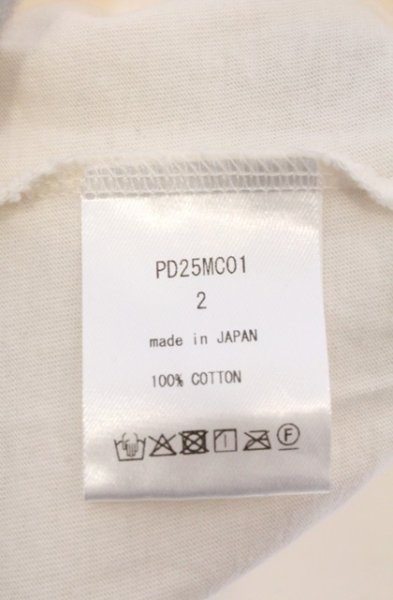 PD25MC01
2
made in JAPAN
100% COTTON
F